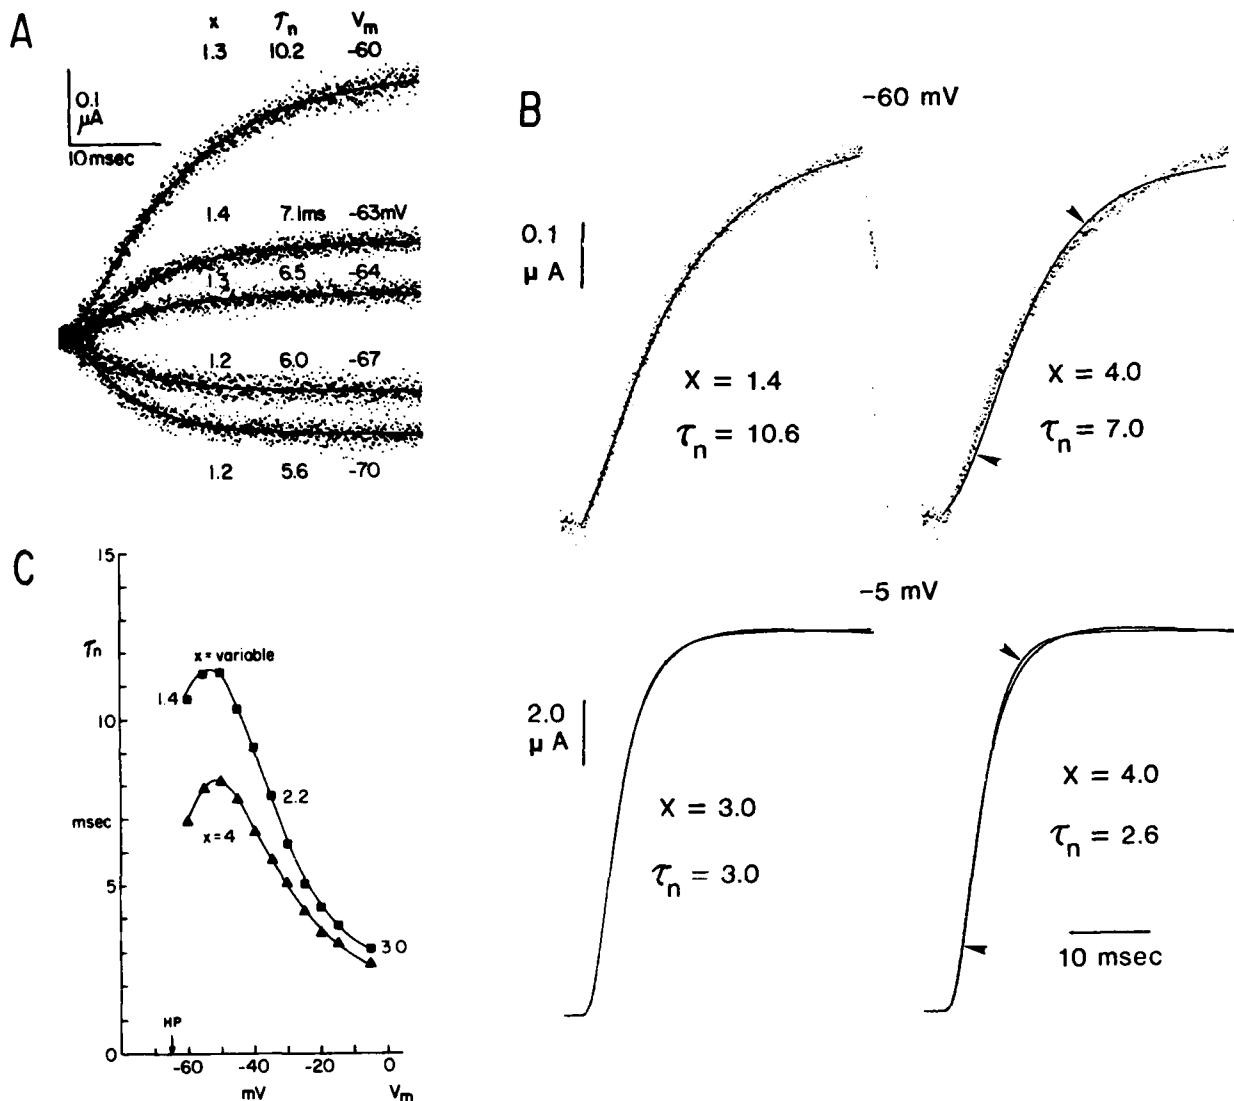 A
x τn Vm
1.3 10.2 -60
0.1
μA
10 msec
1.4 7.1ms -63mV
1.3 6.5 -64
1.2 6.0 -67
1.2 5.6 -70
B
-60 mV
0.1
μ A
x = 1.4
τn = 10.6
x = 4.0
τn = 7.0
-5 mV
2.0
μ A
x = 3.0
τn = 3.0
x = 4.0
τn = 2.6
10 msec
C
15
τn
x = variable
1.4
10
2.2
msec
x = 4
5
3.0
HP
0
-60 -40 -20 0
mV Vm